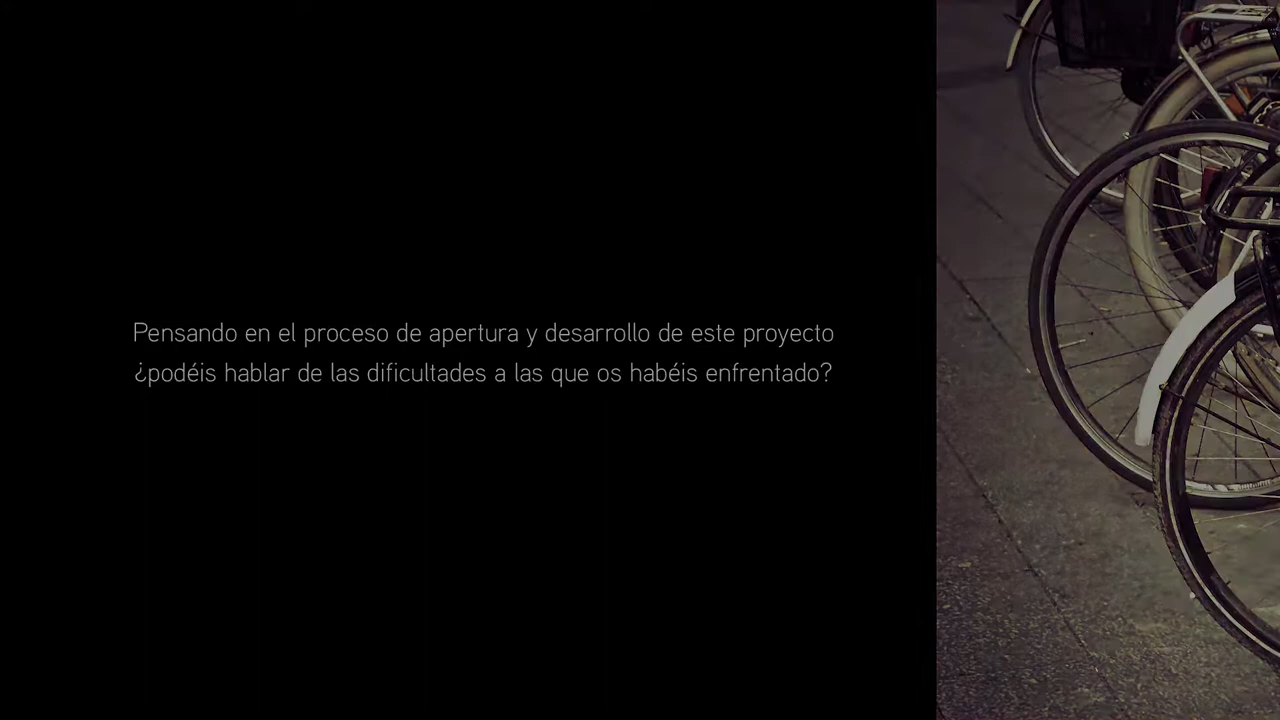 Pensando en el proceso de apertura y desarrollo de este proyecto
¿podéis hablar de las dificultades a las que os habéis enfrentado?